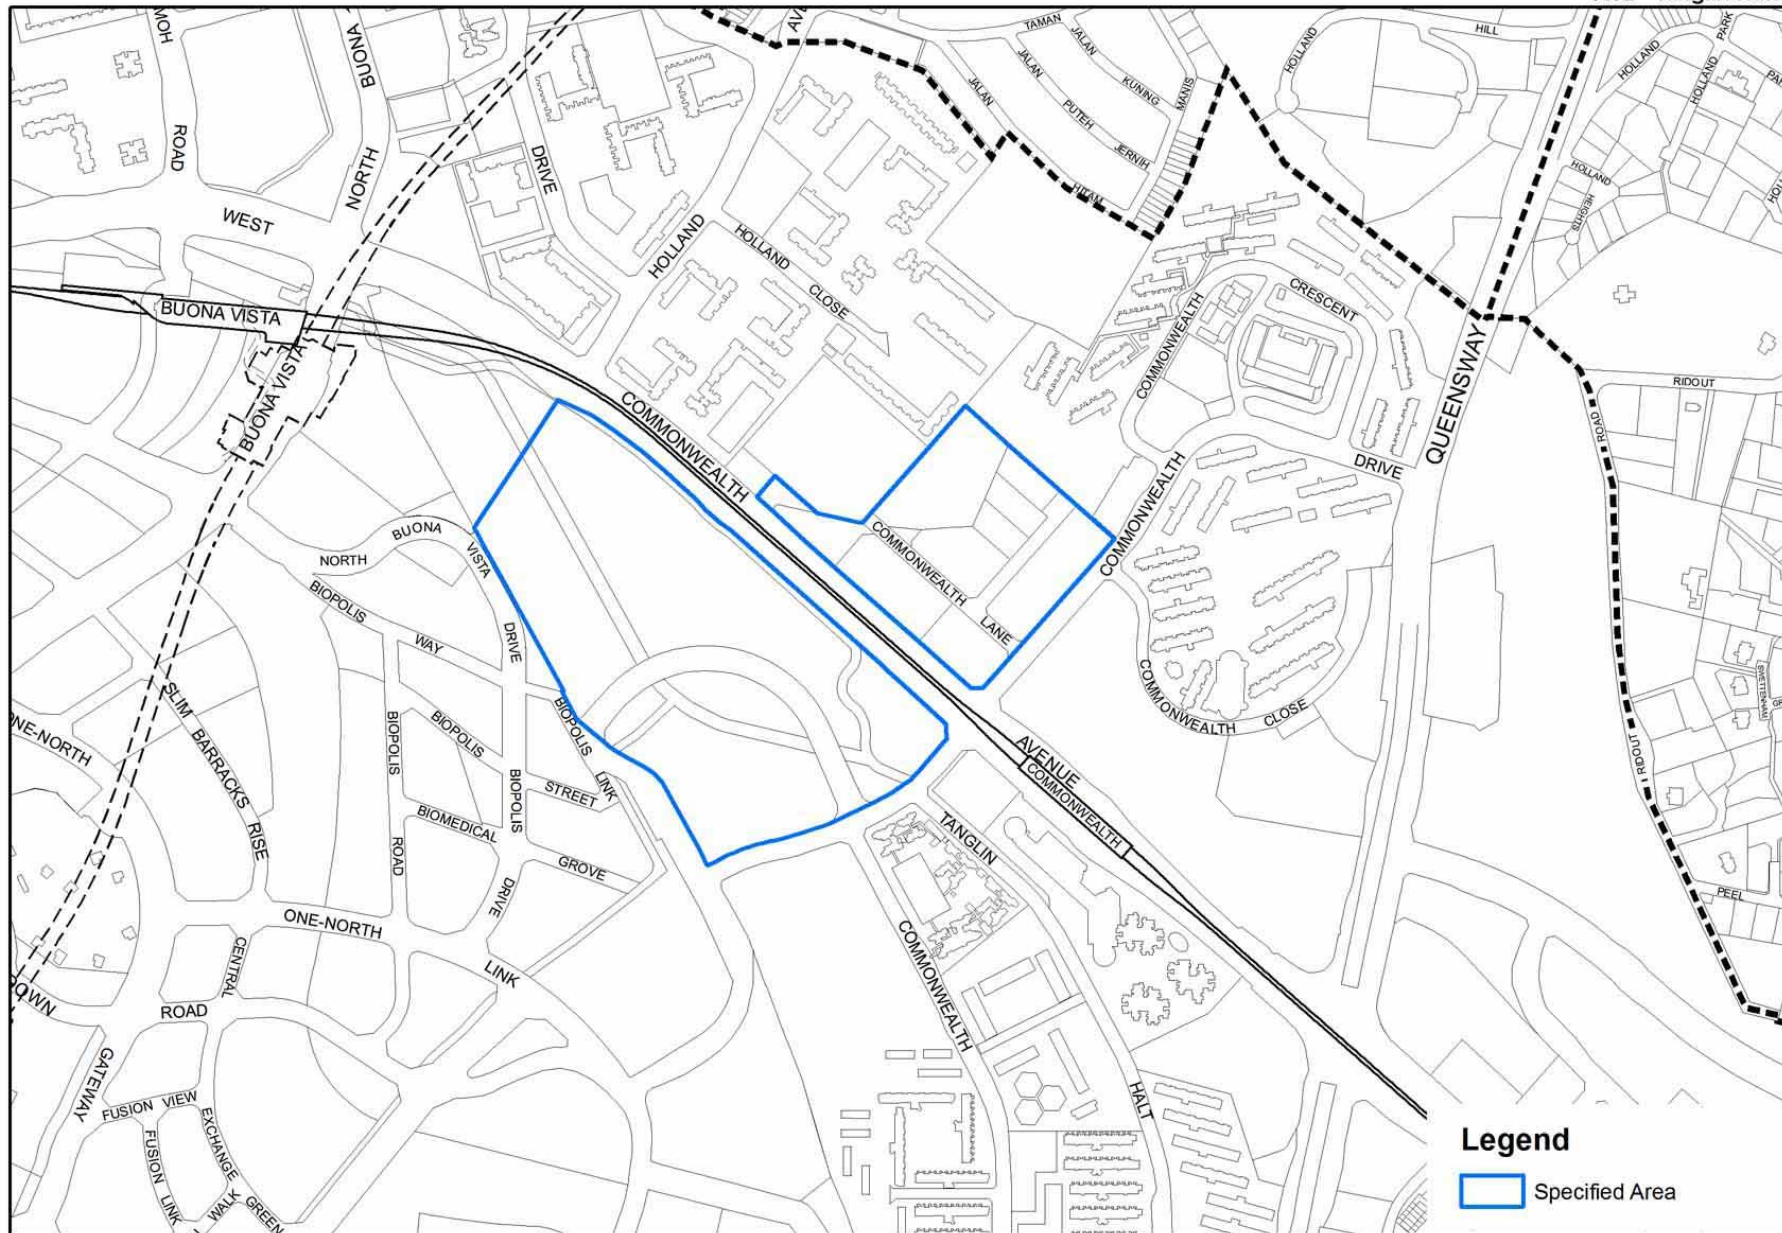 HOLLAND
ROAD
BUONA
NORTH
WEST
DRIVE
TAMAN
JALAN
KUNING
MANIS
JALAN
PUTEH
JERNIH
JALAN
HITAM
HOLLAND
HILL
HOLLAND
PARK
HOLLAND
HOLLAND
HEIGHTS
HOLLAND
HOLLAND
CLOSE
BUONA VISTA
BUONA VISTA
COMMONWEALTH
CRESCENT
COMMONWEALTH
DRIVE
QUEENSWAY
RIDOUT
ROAD
RIDOUT
SWETTENHAM
PEEL
COMMONWEALTH
COMMONWEALTH
LANE
COMMONWEALTH
COMMONWEALTH
CLOSE
AVENUE
COMMONWEALTH
TANGLIN
HALT
COMMONWEALTH
NORTH
BUONA
VISTA
DRIVE
BIOPOLIS
WAY
BIOPOLIS
ROAD
BIOPOLIS
STREET
BIOPOLIS
LINK
BIOPOLIS
DRIVE
BIOMEDICAL
GROVE
SLIM
BARRACKS
RISE
ONE-NORTH
ONE-NORTH
LINK
CENTRAL
ROAD
GATEWAY
FUSION VIEW
FUSION LINK
EXCHANGE
GREEN
WALK
Legend
Specified Area